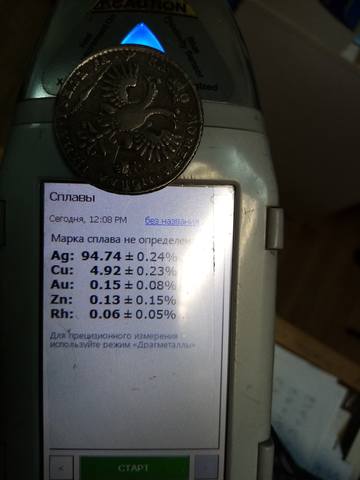 CAUTION
Сплавы
Сегодня, 12:08 PM без названия
Марка сплава не определен
Ag: 94.74 ± 0.24%
Cu: 4.92 ± 0.23%
Au: 0.15 ± 0.08%
Zn: 0.13 ± 0.15%
Rh: 0.06 ± 0.05%
Для прецизионного измерения
используйте режим «Драгметаллы»
<
СТАРТ